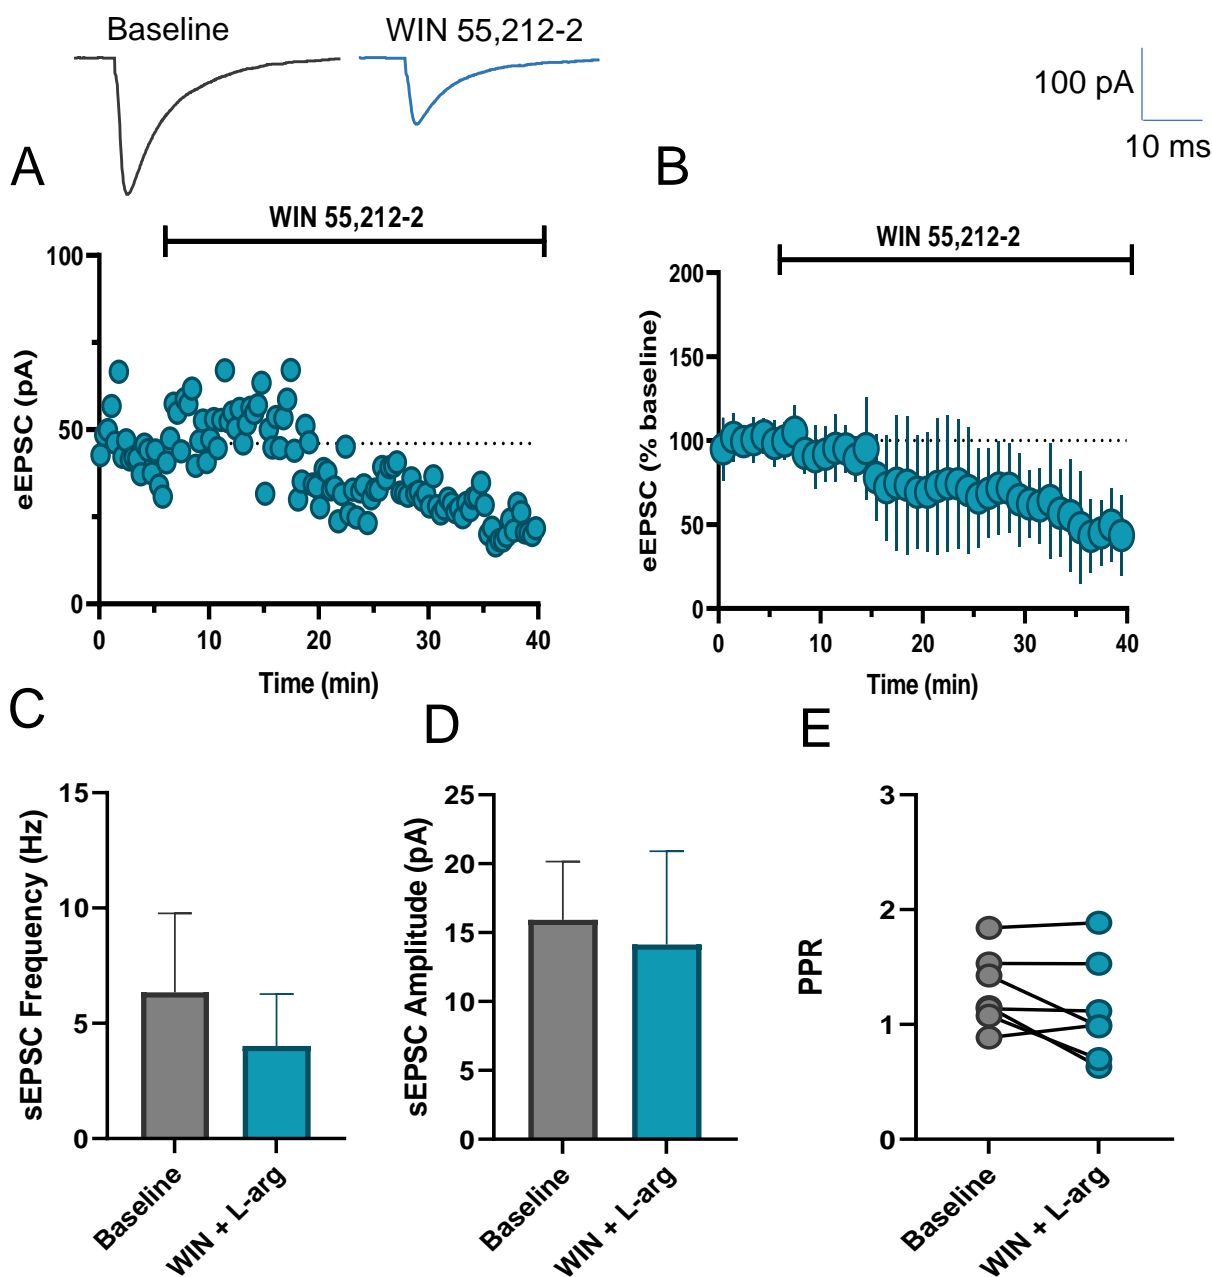 Baseline
WIN 55,212-2
100 pA
10 ms
A
WIN 55,212-2
100
50
0
eEPSC (pA)
0 10 20 30 40
Time (min)
B
WIN 55,212-2
200
150
100
50
0
eEPSC (% baseline)
0 10 20 30 40
Time (min)
C
15
10
5
0
sEPSC Frequency (Hz)
Baseline
WIN + L-arg
D
25
20
15
10
5
0
sEPSC Amplitude (pA)
Baseline
WIN + L-arg
E
3
2
1
0
PPR
Baseline
WIN + L-arg